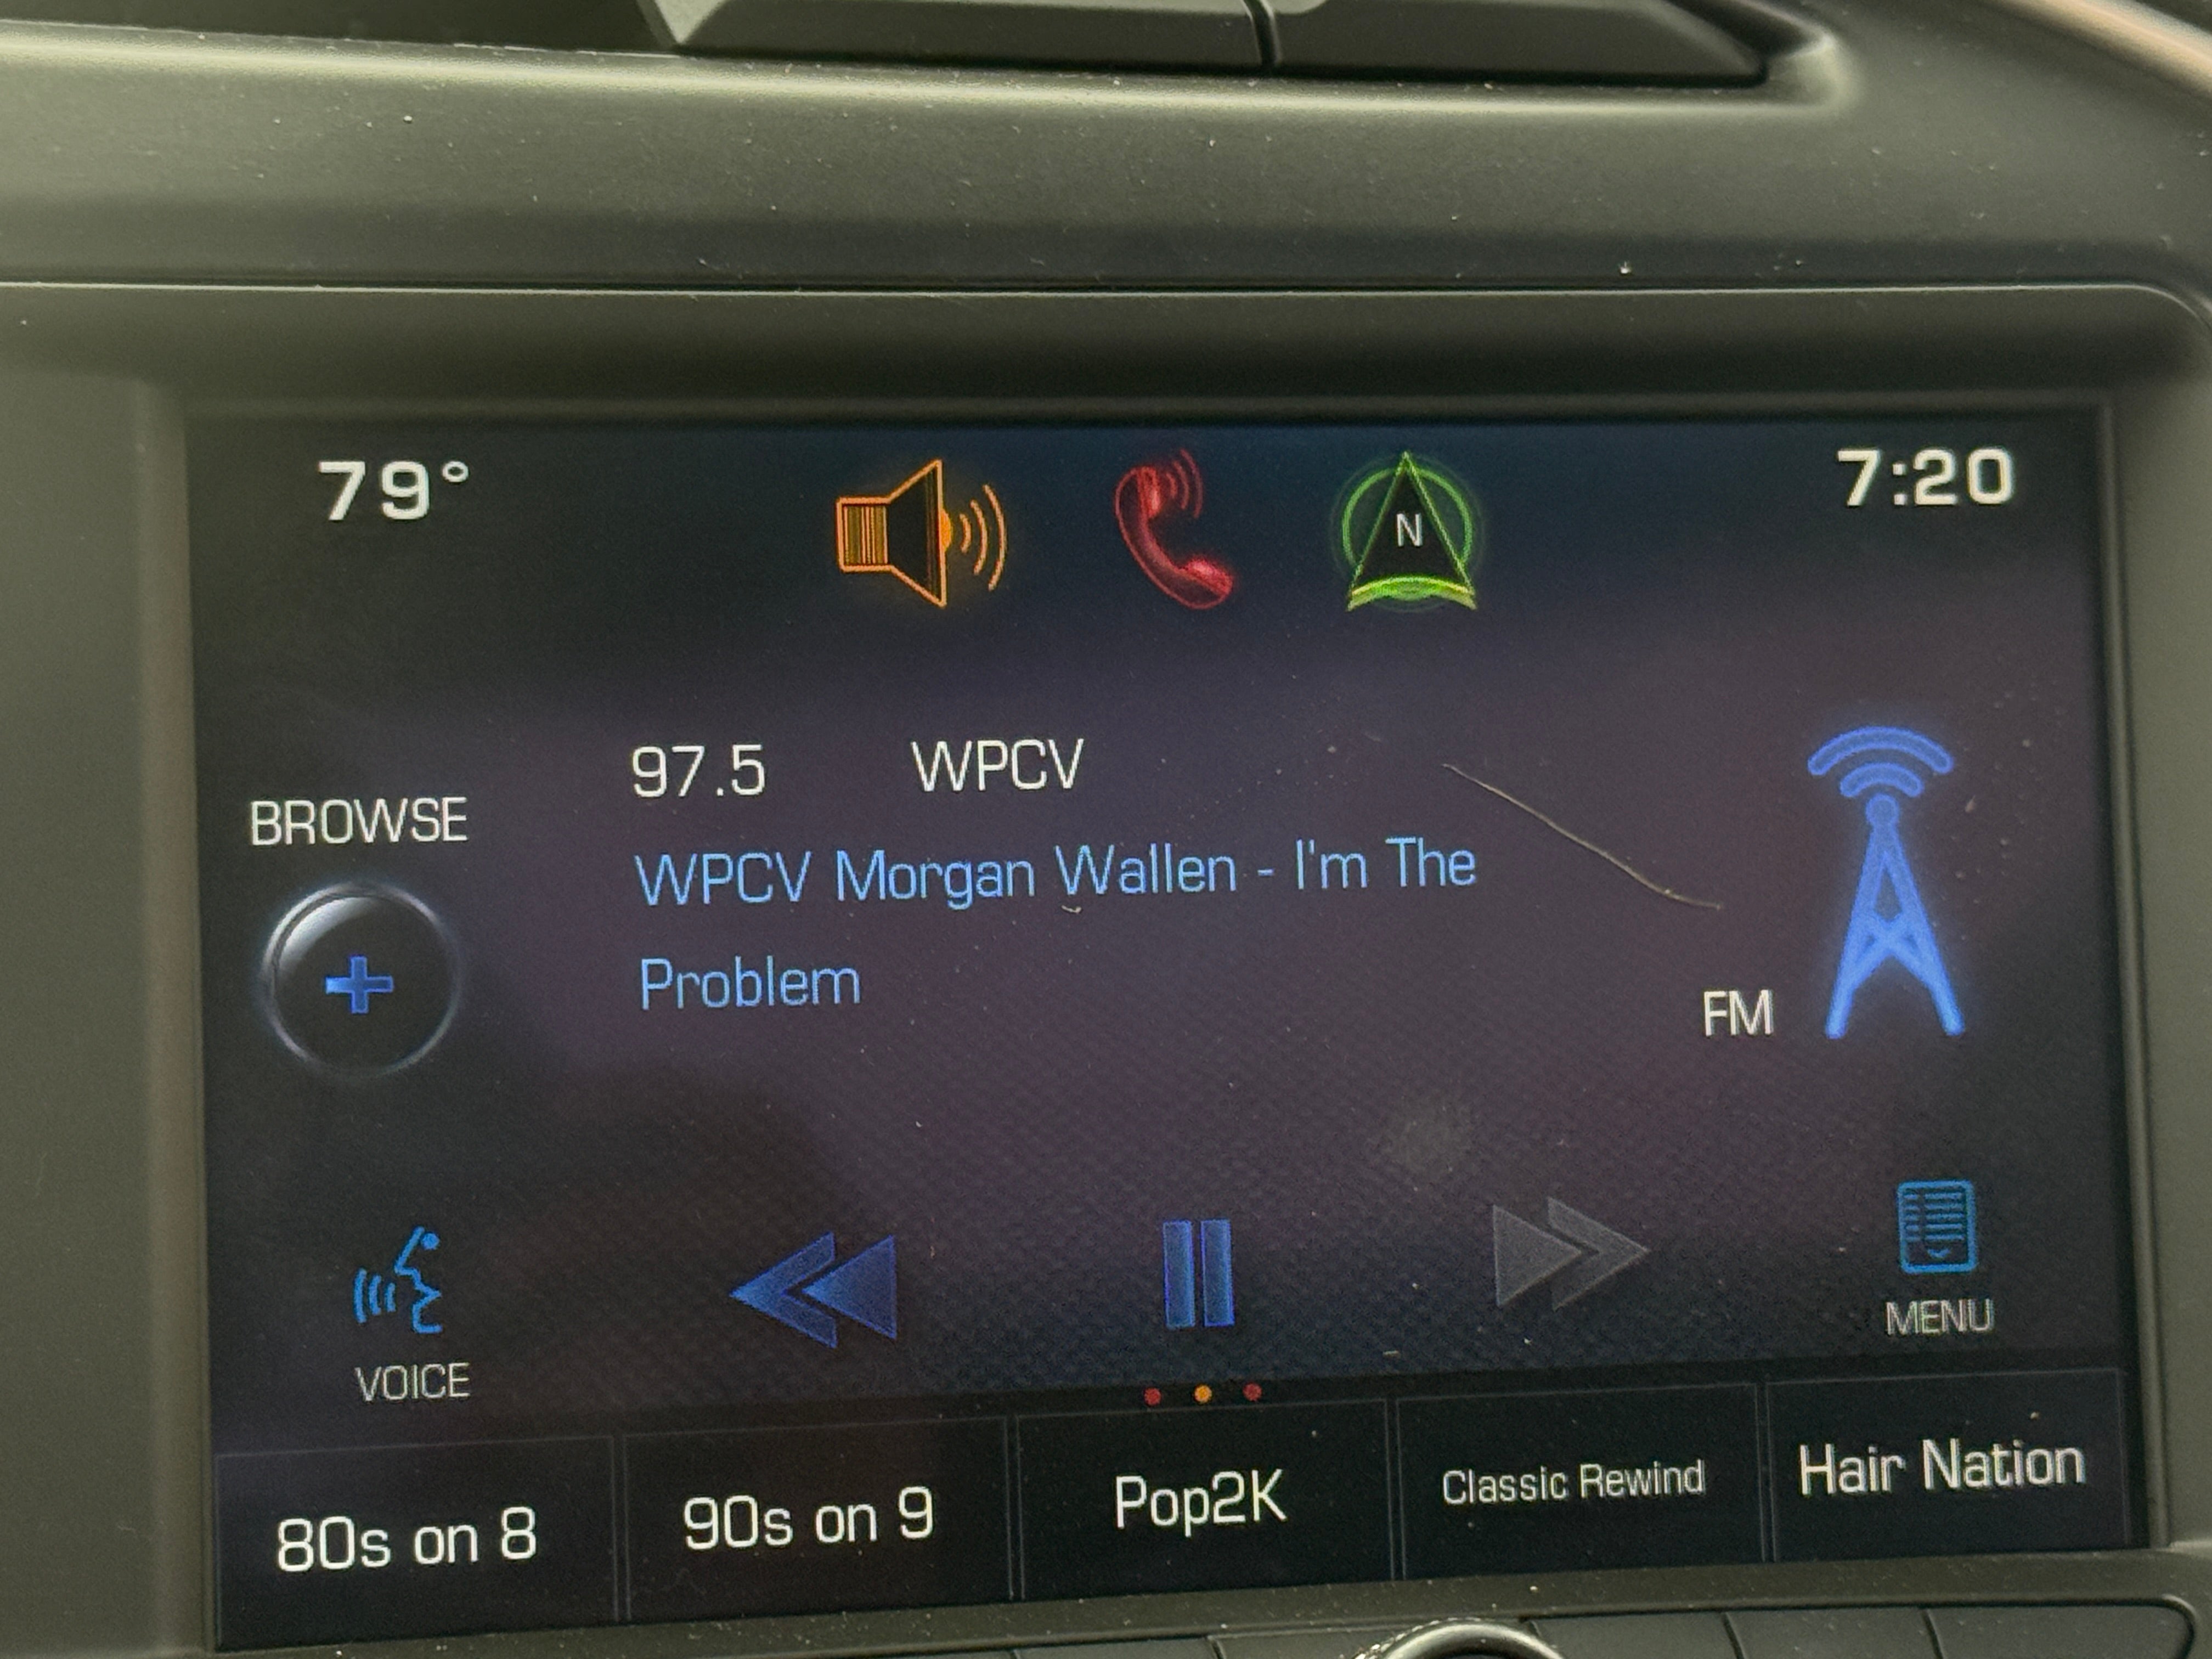 79°
N
7:20
97.5 WPCV
BROWSE
WPCV Morgan Wallen - I'm The
Problem
FM
VOICE
MENU
80s on 8
90s on 9
Pop2K
Classic Rewind
Hair Nation